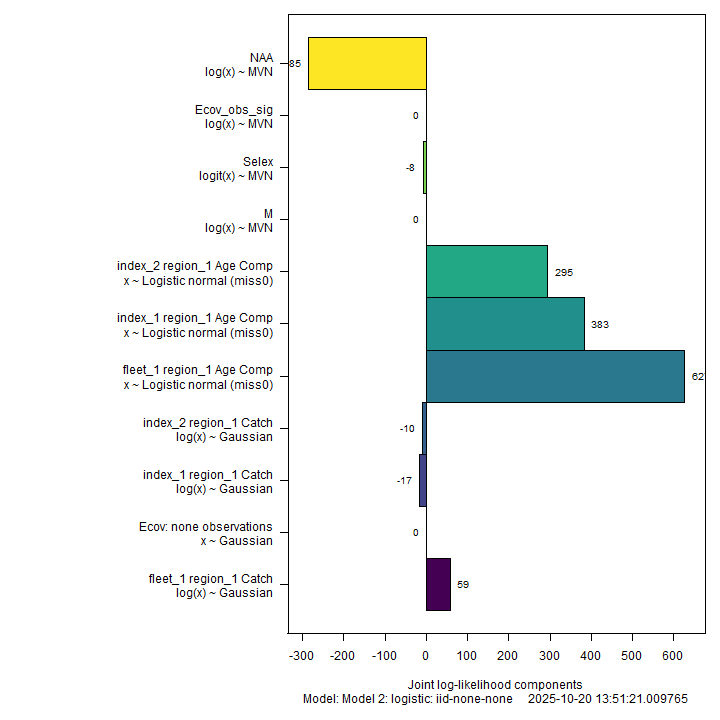 NAA
log(x) ~ MVN
85
Ecov_obs_sig
log(x) ~ MVN
0
Selex
logit(x) ~ MVN
-8
M
log(x) ~ MVN
0
index_2 region_1 Age Comp
x ~ Logistic normal (miss0)
295
index_1 region_1 Age Comp
x ~ Logistic normal (miss0)
383
fleet_1 region_1 Age Comp
x ~ Logistic normal (miss0)
62
index_2 region_1 Catch
log(x) ~ Gaussian
-10
index_1 region_1 Catch
log(x) ~ Gaussian
-17
Ecov: none observations
x ~ Gaussian
0
fleet_1 region_1 Catch
log(x) ~ Gaussian
59
-300 -200 -100 0 100 200 300 400 500 600
Joint log-likelihood components
Model: Model 2: logistic: iid-none-none 2025-10-20 13:51:21.009765